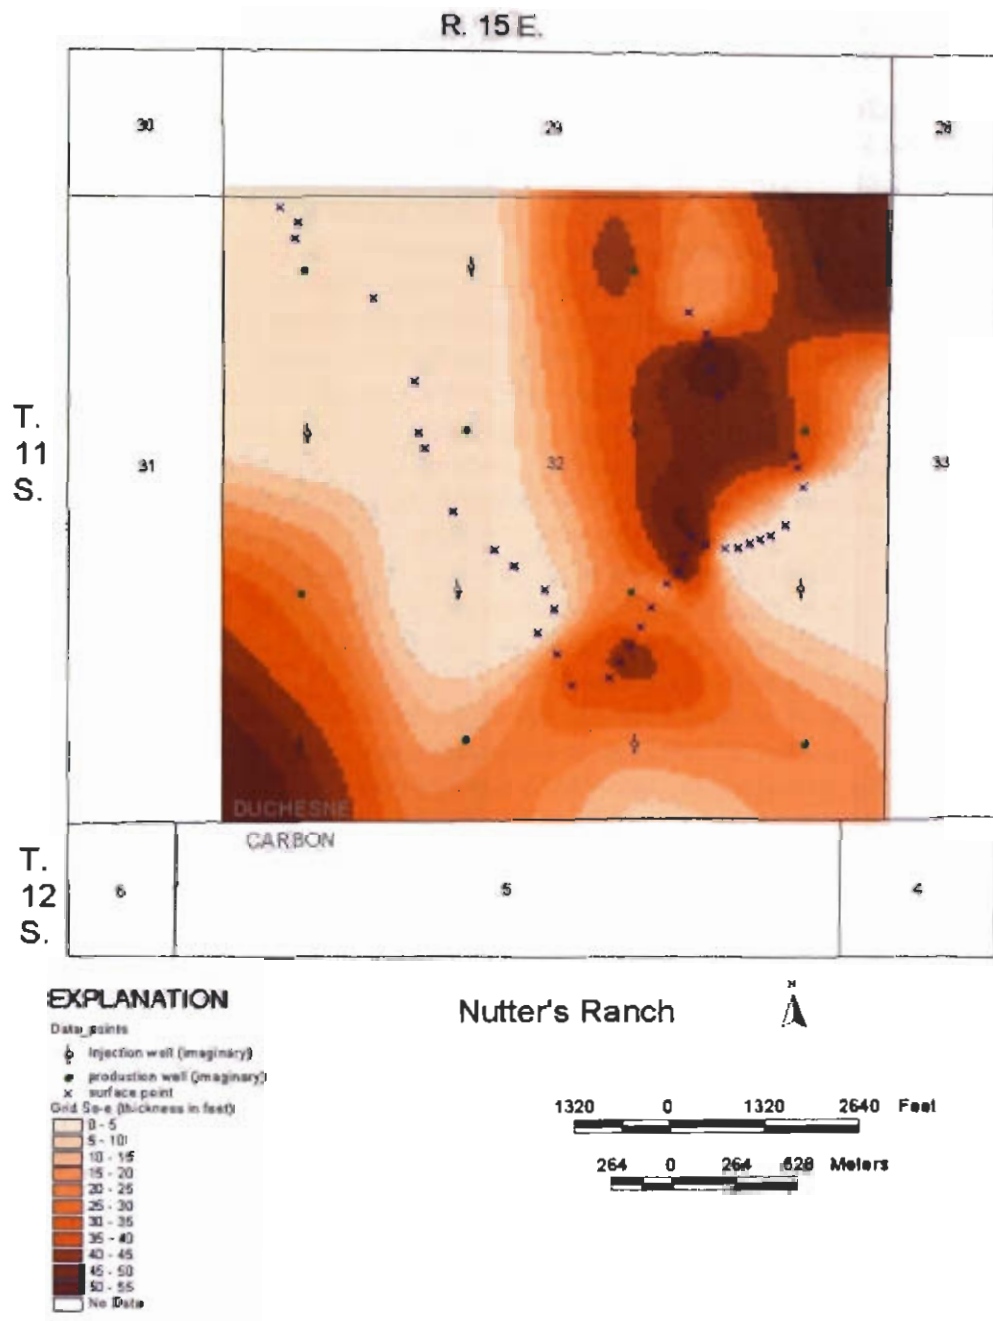 R. 15 E.
30
29
28
T.
11
S.
31
32
33
DUCHESNE
CARBON
T.
12
S.
6
5
4
EXPLANATION
Data_points
Injection well (imaginary)
production well (imaginary)
surface point
Grid Ss-e (thickness in feet)
0 - 5
5 - 10
10 - 15
15 - 20
20 - 25
25 - 30
30 - 35
35 - 40
40 - 45
45 - 50
50 - 55
No Data
Nutter's Ranch
N
1320 0 1320 2640 Feet
264 0 264 528 Meters